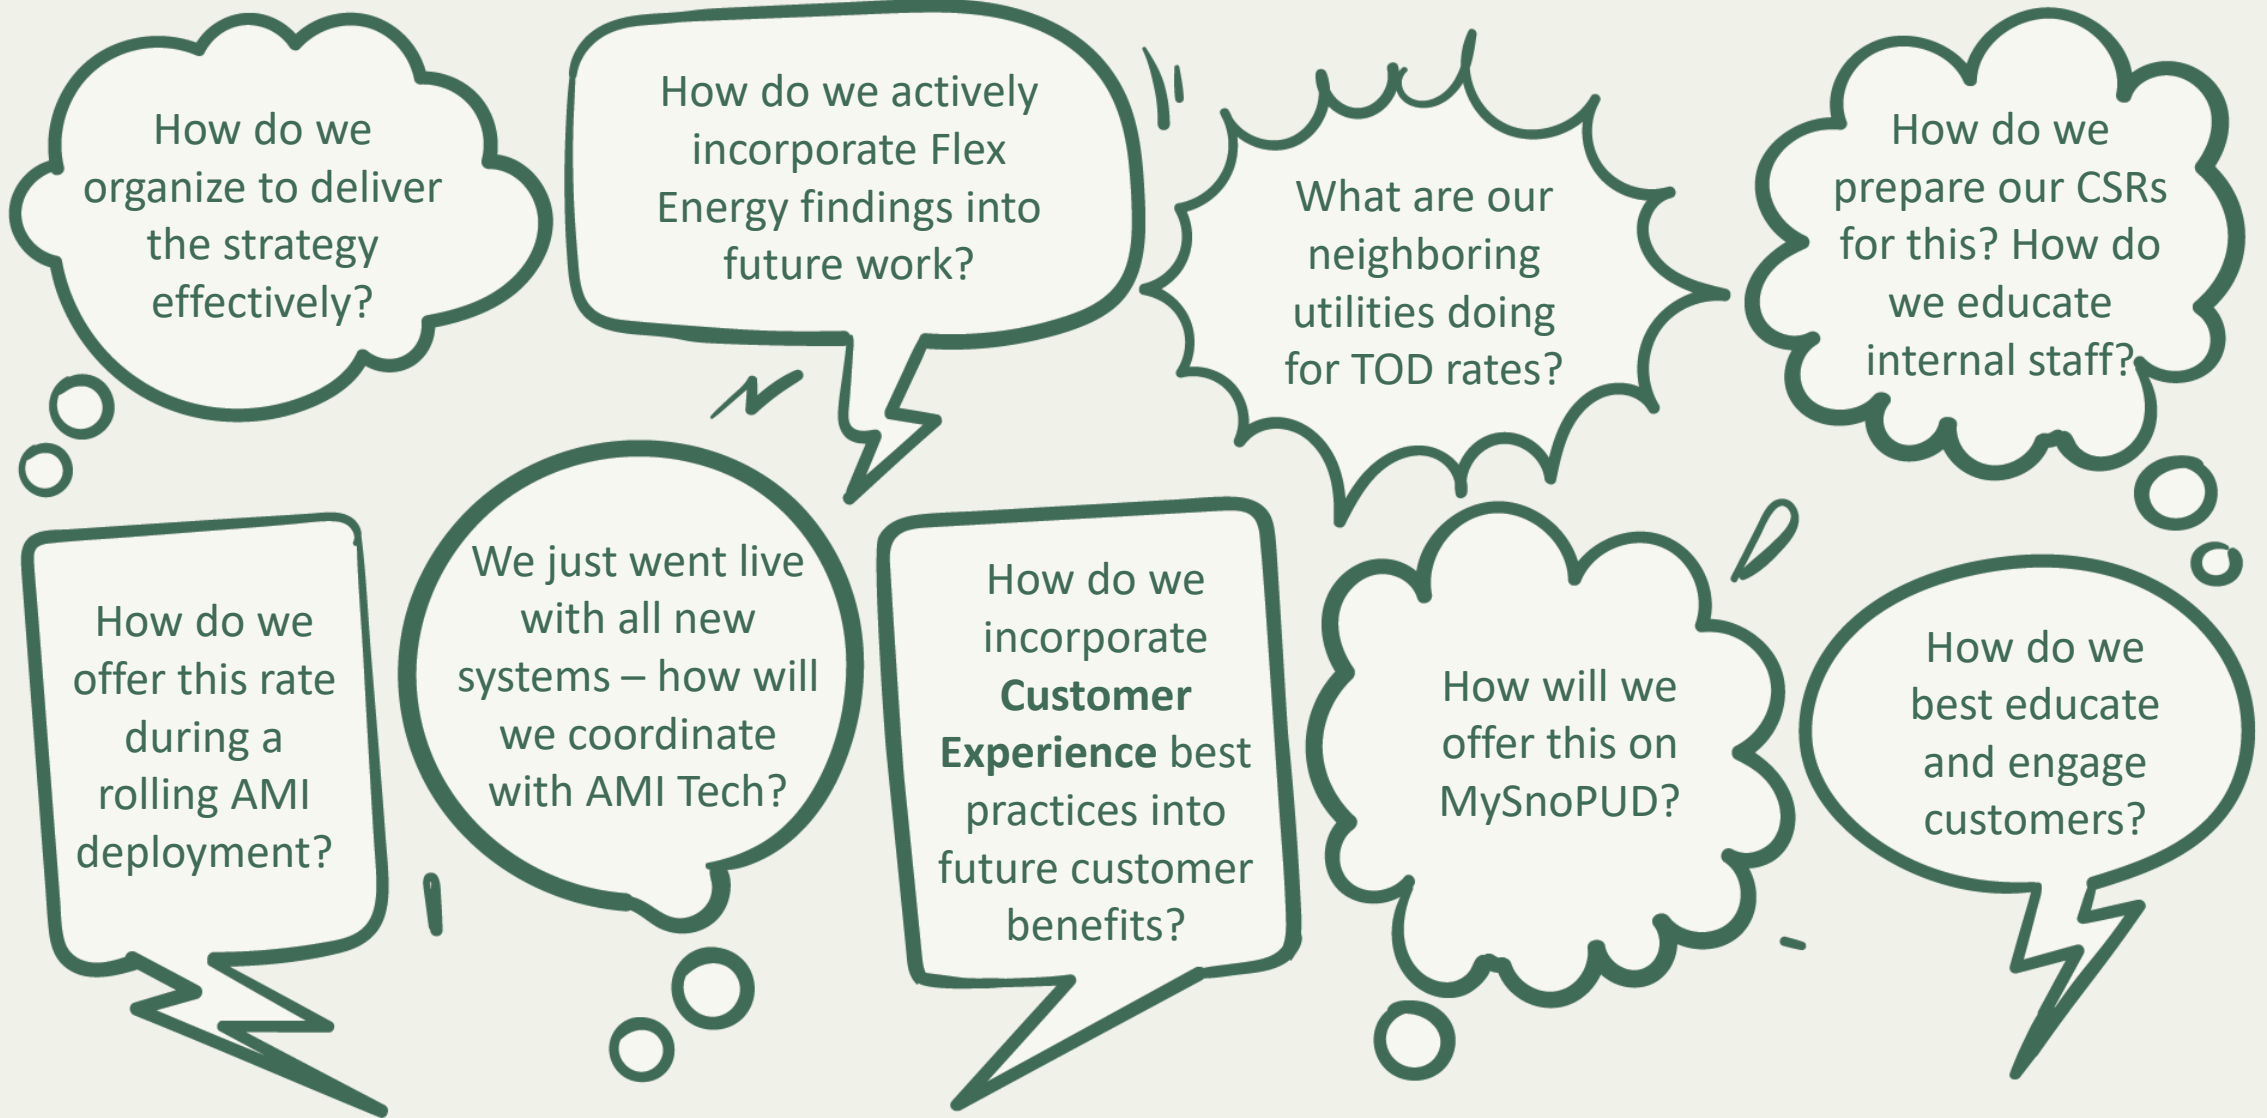 How do we
organize to deliver
the strategy
effectively?
How do we actively
incorporate Flex
Energy findings into
future work?
What are our
neighboring
utilities doing
for TOD rates?
How do we
prepare our CSRs
for this? How do
we educate
internal staff?
How do we
offer this rate
during a
rolling AMI
deployment?
We just went live
with all new
systems – how will
we coordinate
with AMI Tech?
How do we
incorporate
Customer
Experience best
practices into
future customer
benefits?
How will we
offer this on
MySnoPUD?
How do we
best educate
and engage
customers?